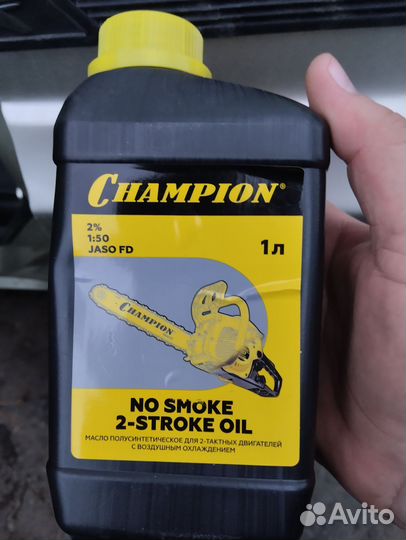 CHAMPION®
2%
1:50
JASO FD
1 л
CHAMPION
NO SMOKE
2-STROKE OIL
МАСЛО ПОЛУСИНТЕТИЧЕСКОЕ ДЛЯ 2-ТАКТНЫХ ДВИГАТЕЛЕЙ
С ВОЗДУШНЫМ ОХЛАЖДЕНИЕМ
Avito